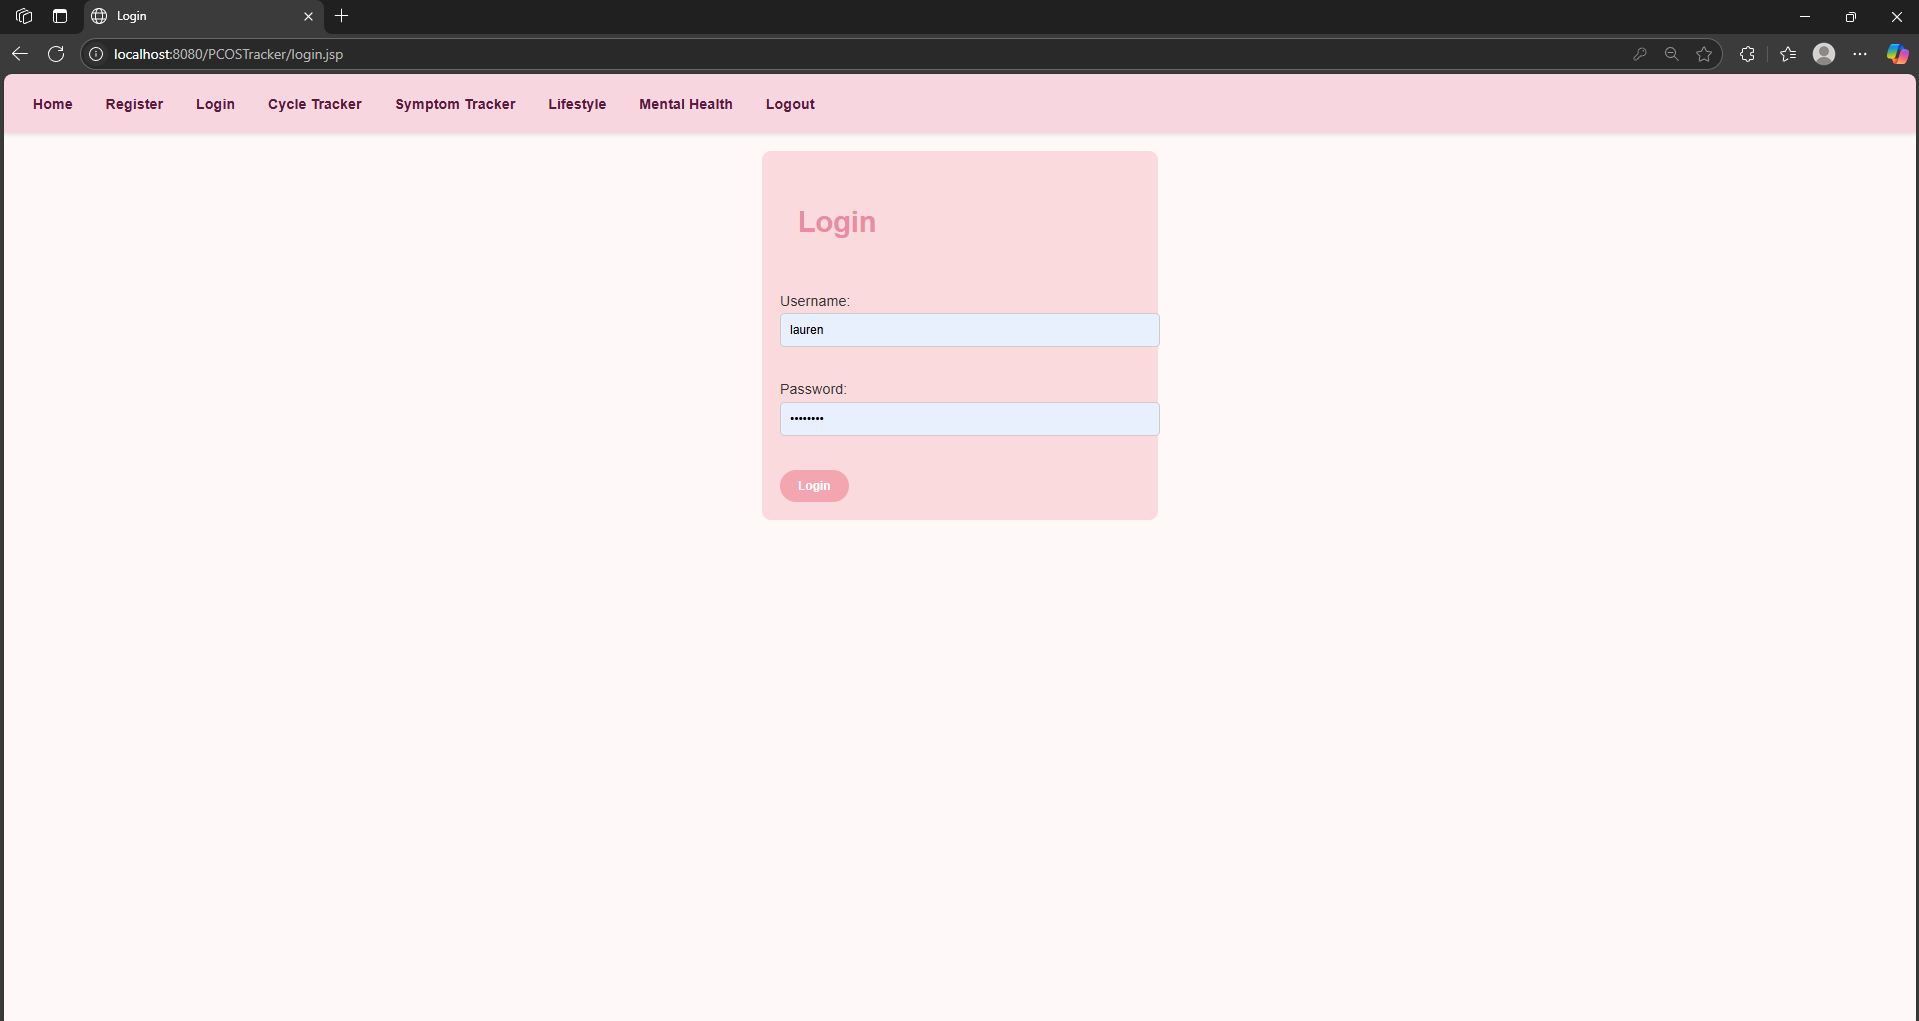 Login
localhost:8080/PCOSTracker/login.jsp
Home Register Login Cycle Tracker Symptom Tracker Lifestyle Mental Health Logout
Login
Username:
lauren
Password:
••••••••
Login